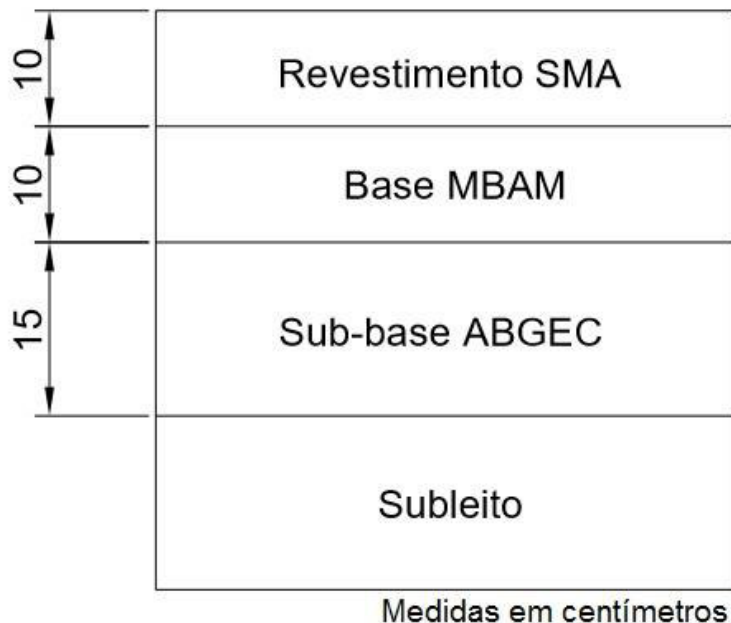 10
Revestimento SMA
10
Base MBAM
15
Sub-base ABGEC
Subleito
Medidas em centímetros